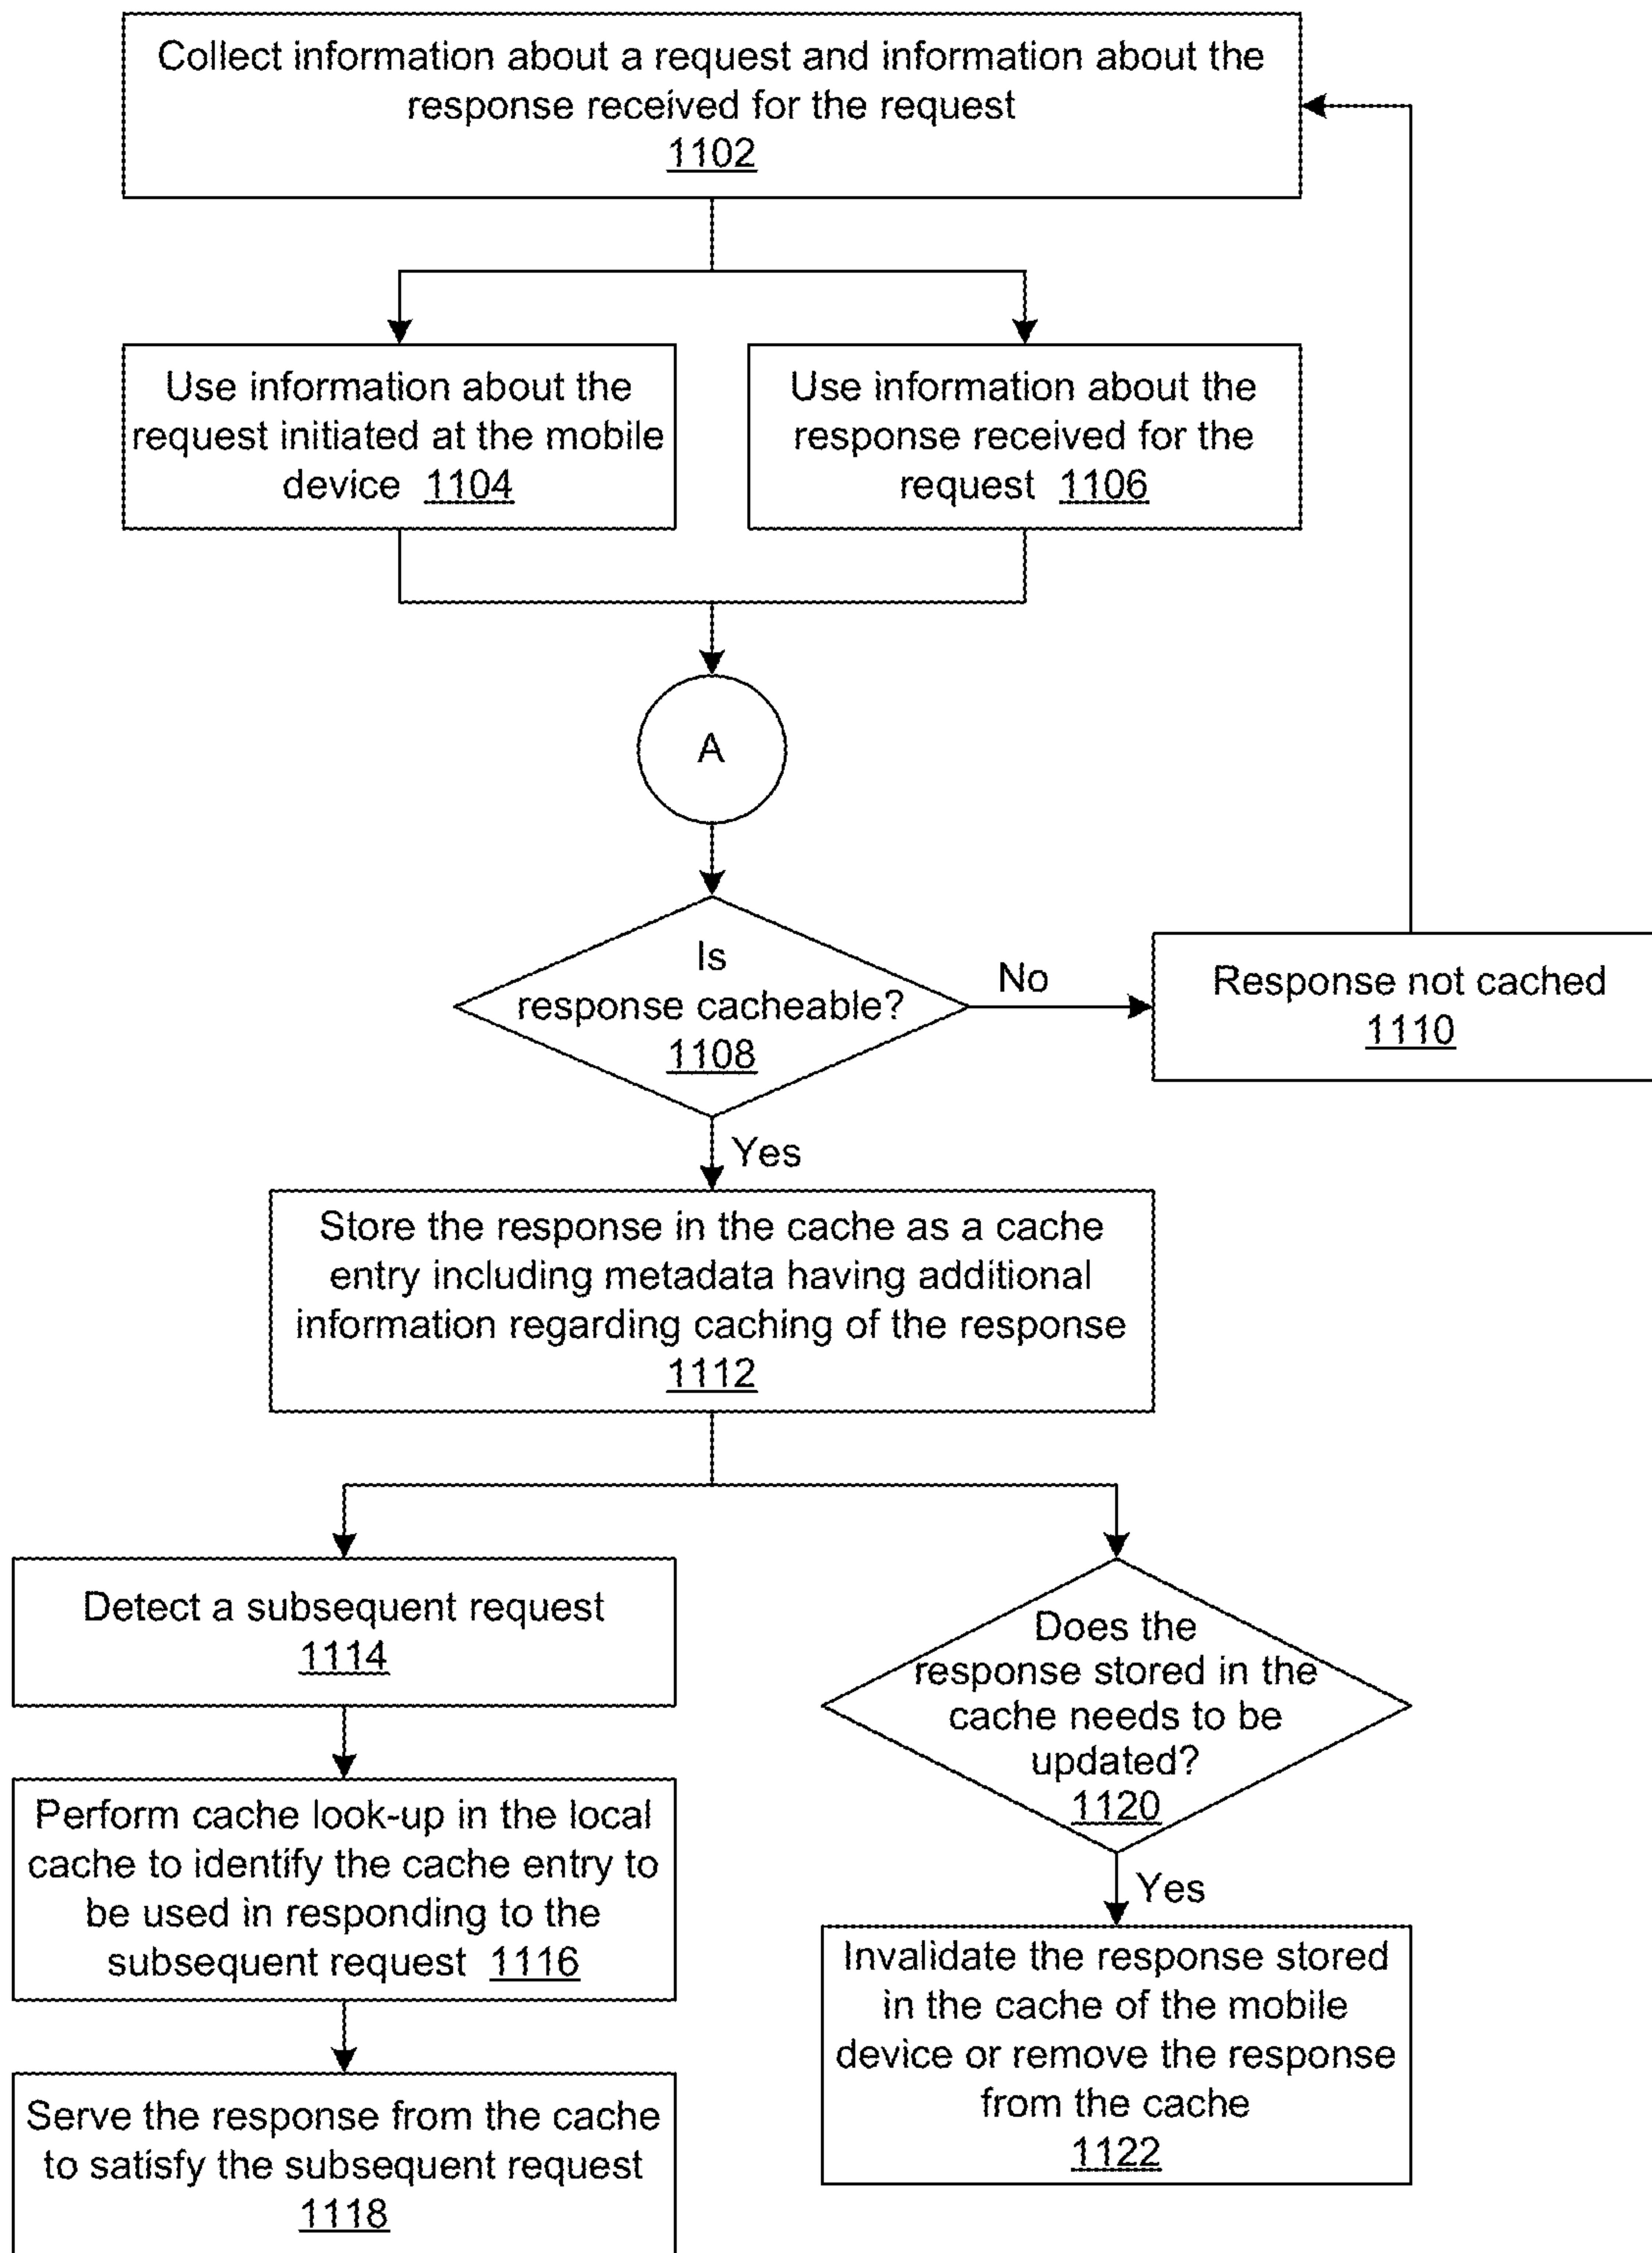 Collect information about a request and information about the
response received for the request
1102
Use information about the
request initiated at the mobile
device 1104
Use information about the
response received for the
request 1106
A
Is
response cacheable?
1108
No
Response not cached
1110
Yes
Store the response in the cache as a cache
entry including metadata having additional
information regarding caching of the response
1112
Detect a subsequent request
1114
Perform cache look-up in the local
cache to identify the cache entry to
be used in responding to the
subsequent request 1116
Serve the response from the cache
to satisfy the subsequent request
1118
Does the
response stored in the
cache needs to be
updated?
1120
Yes
Invalidate the response stored
in the cache of the mobile
device or remove the response
from the cache
1122